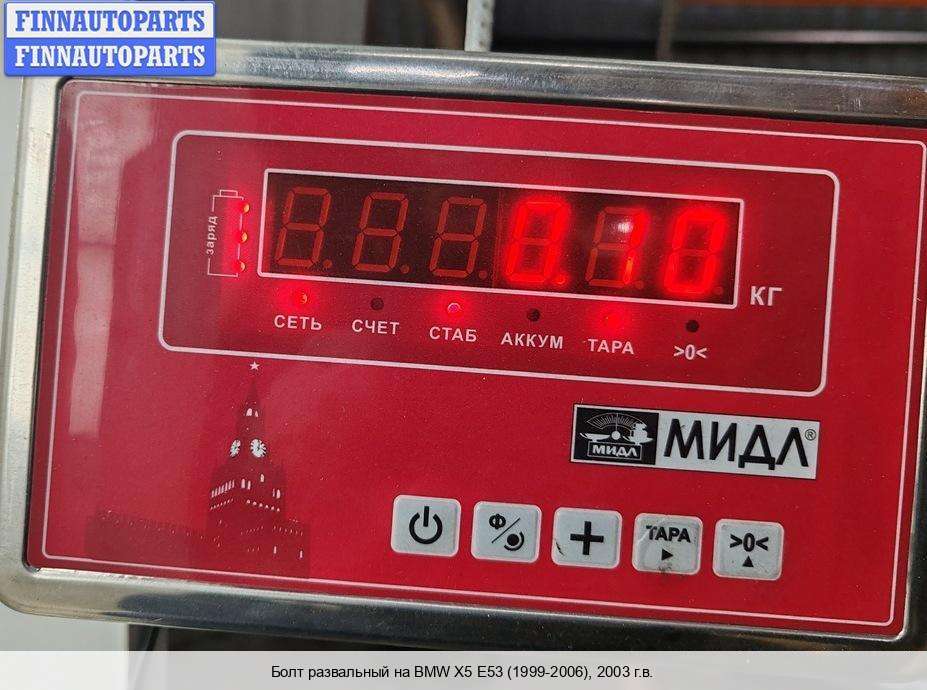 FINNAUTOPARTS
FINNAUTOPARTS
заряд
0.10
КГ
СЕТЬ СЧЕТ СТАБ АККУМ ТАРА >0<
МИДЛ
МИДЛ®
Ф
ТАРА
>0<
Болт развальный на BMW X5 E53 (1999-2006), 2003 г.в.